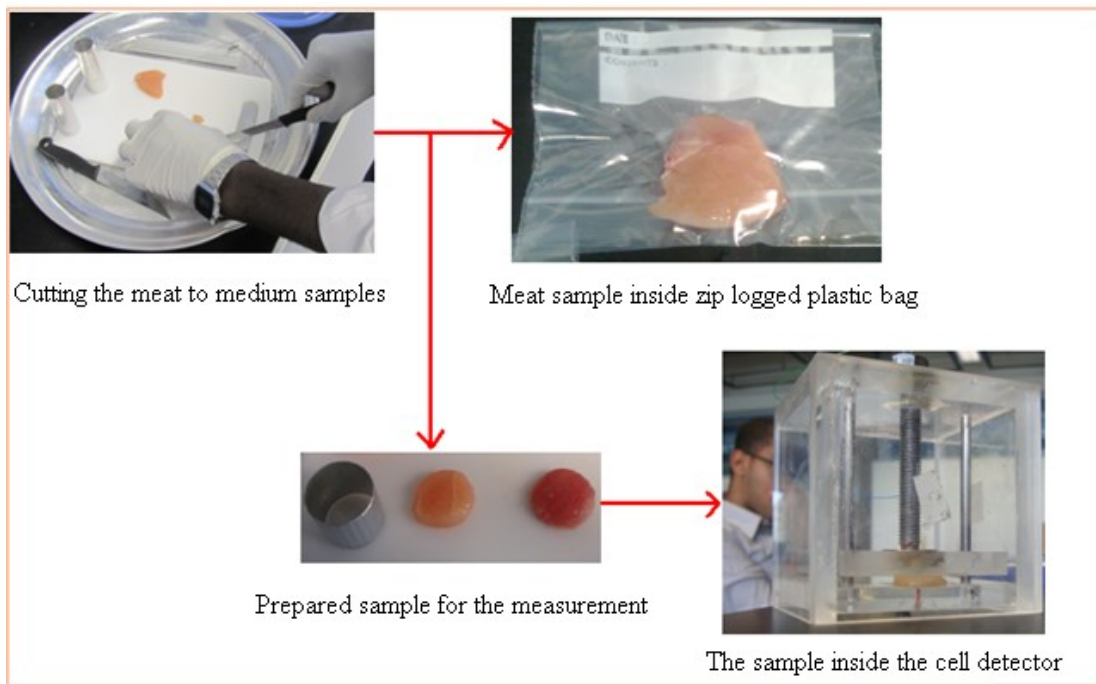 DATE
CONTENTS
Cutting the meat to medium samples
Meat sample inside zip logged plastic bag
Prepared sample for the measurement
The sample inside the cell detector